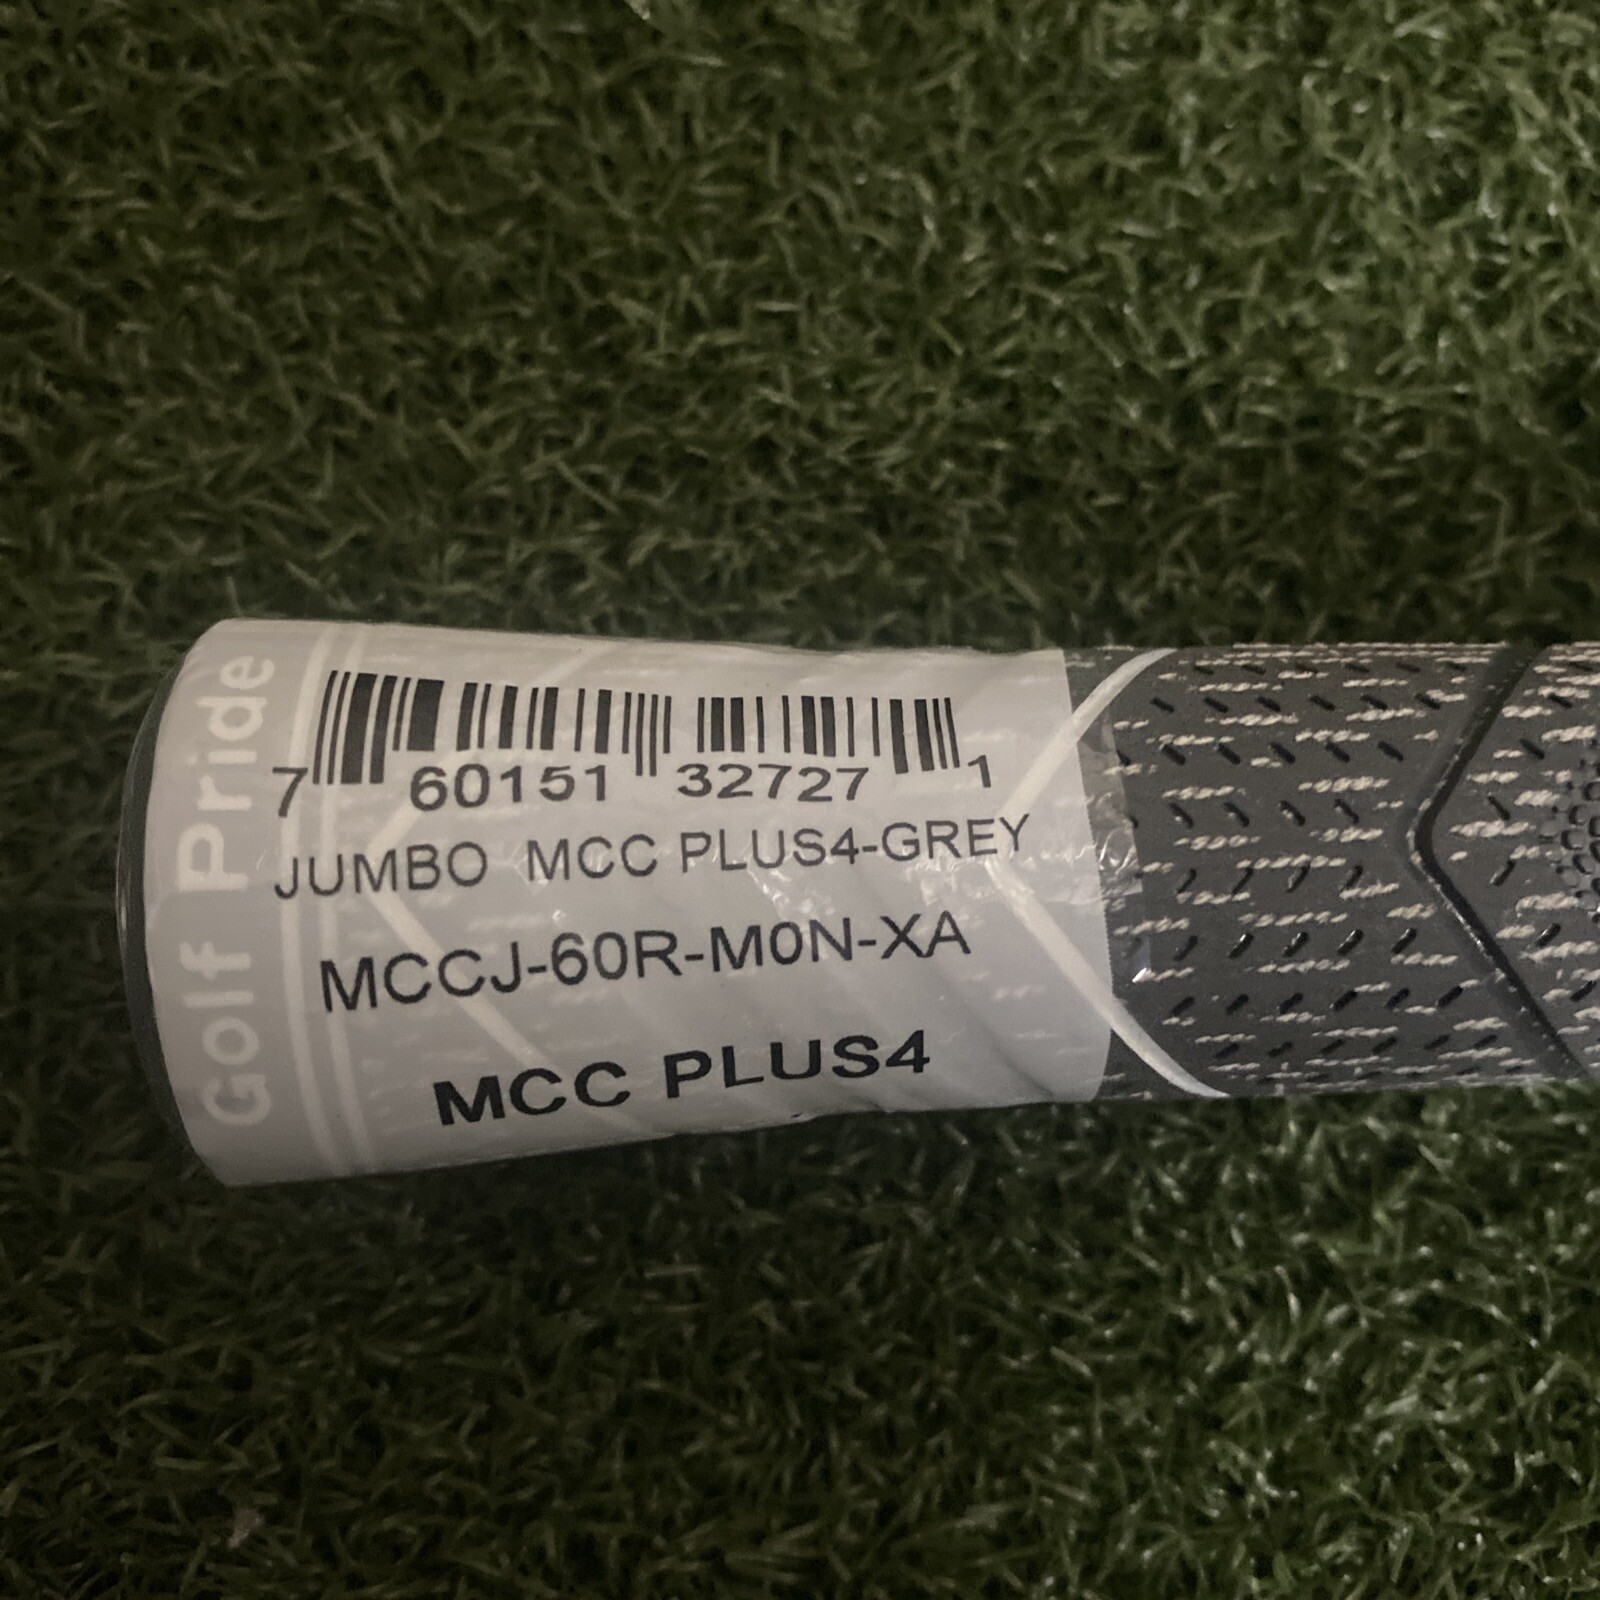 Golf Pride
7 60151 32727 1
JUMBO MCC PLUS4-GREY
MCCJ-60R-M0N-XA
MCC PLUS4